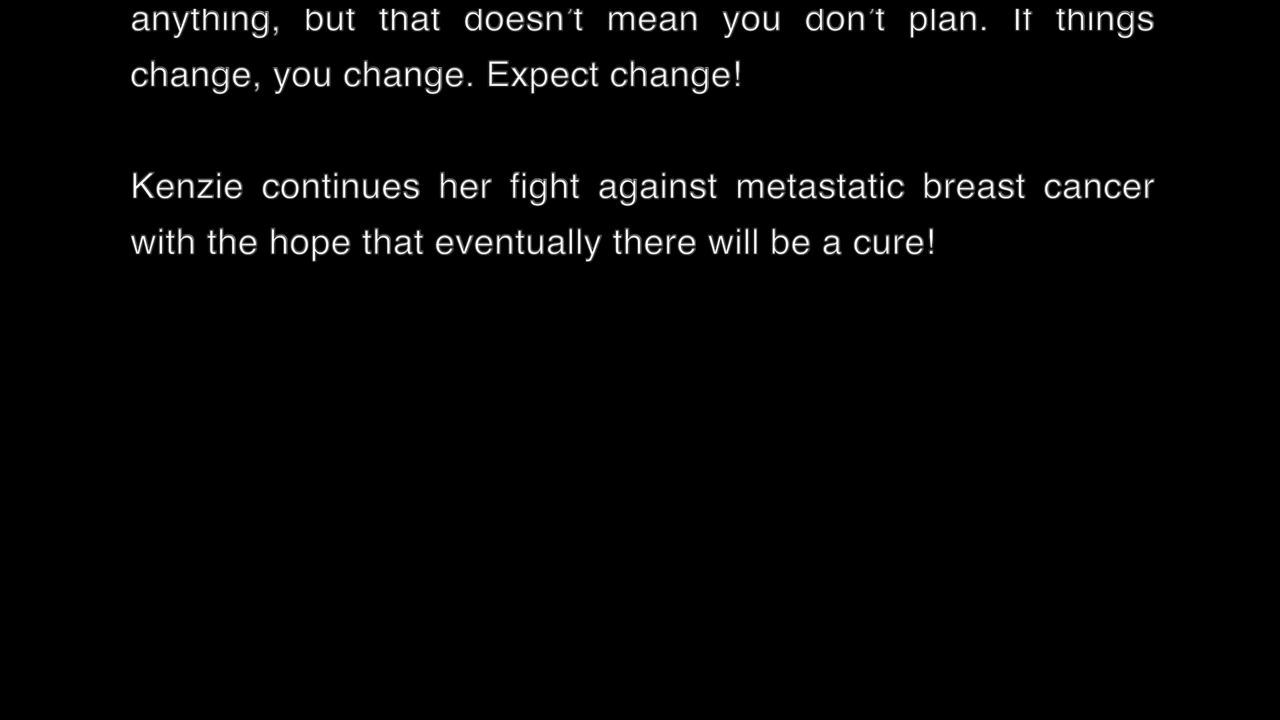 anything, but that doesn't mean you don't plan. If things
change, you change. Expect change!
Kenzie continues her fight against metastatic breast cancer
with the hope that eventually there will be a cure!